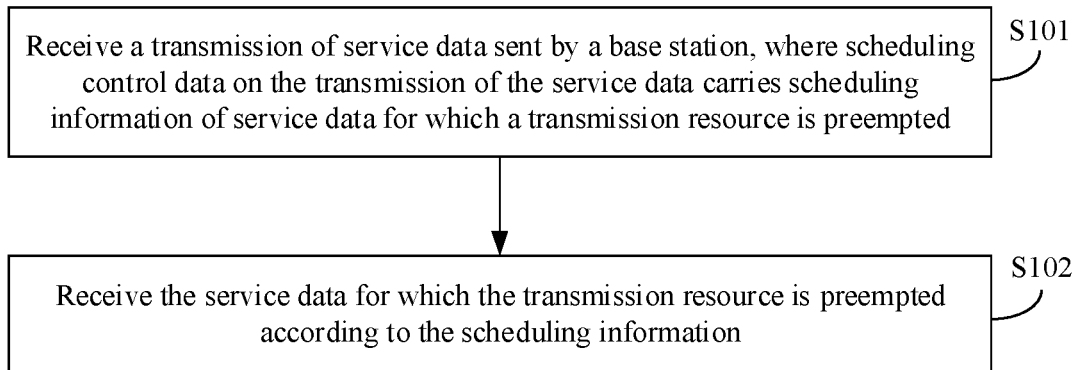 Receive a transmission of service data sent by a base station, where scheduling
control data on the transmission of the service data carries scheduling
information of service data for which a transmission resource is preempted
S101
Receive the service data for which the transmission resource is preempted
according to the scheduling information
S102